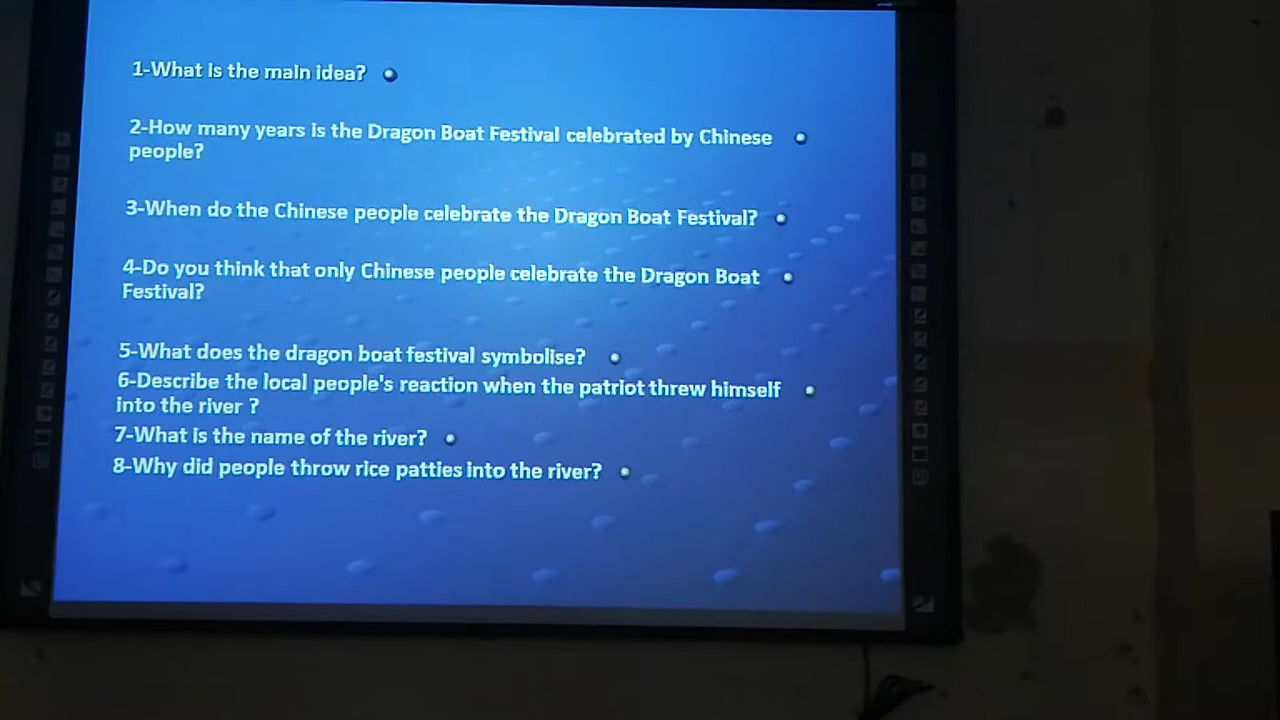 1-What is the main idea?
2-How many years is the Dragon Boat Festival celebrated by Chinese
people?
3-When do the Chinese people celebrate the Dragon Boat Festival?
4-Do you think that only Chinese people celebrate the Dragon Boat
Festival?
5-What does the dragon boat festival symbolise?
6-Describe the local people's reaction when the patriot threw himself
into the river ?
7-What is the name of the river?
8-Why did people throw rice patties into the river?